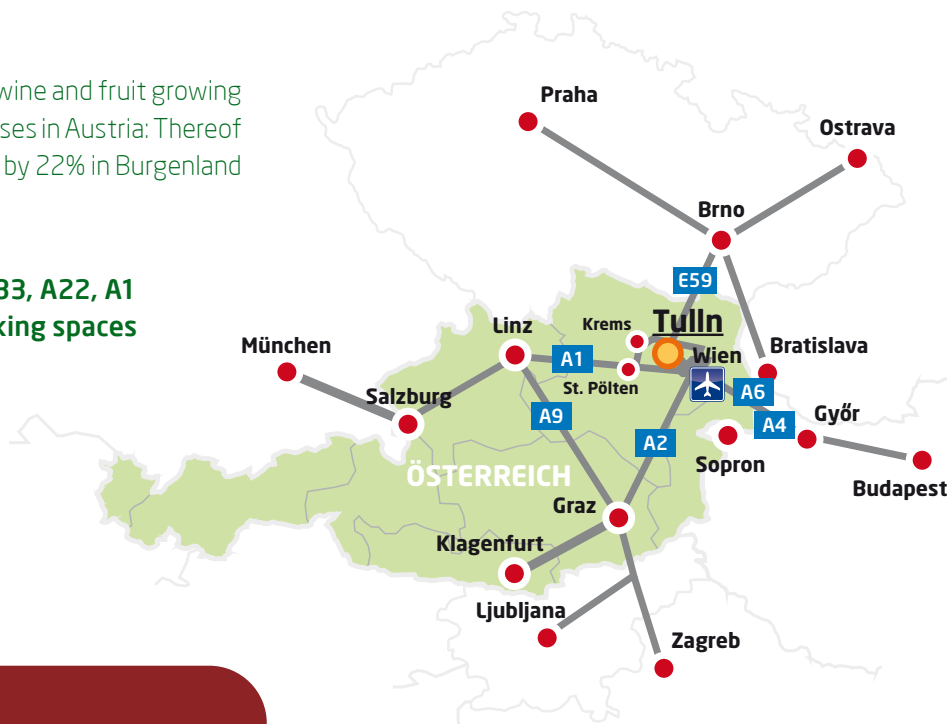 wine and fruit growing
ses in Austria: Thereof
by 22% in Burgenland
33, A22, A1
king spaces
Praha
Ostrava
Brno
E59
Krems
Tulln
Linz
Wien
Bratislava
München
A1
St. Pölten
A6
Salzburg
A9
A4
Győr
A2
Sopron
ÖSTERREICH
Budapest
Graz
Klagenfurt
Ljubljana
Zagreb